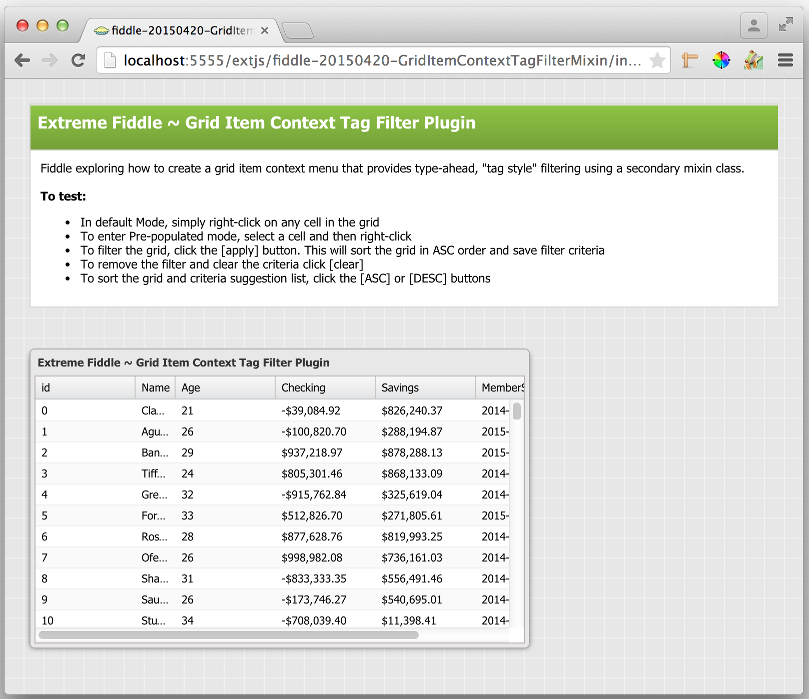 fiddle-20150420-GridItem
localhost:5555/extjs/fiddle-20150420-GridItemContextTagFilterMixin/in...
Extreme Fiddle ~ Grid Item Context Tag Filter Plugin
Fiddle exploring how to create a grid item context menu that provides type-ahead, "tag style" filtering using a secondary mixin class.
To test:
• In default Mode, simply right-click on any cell in the grid
• To enter Pre-populated mode, select a cell and then right-click
• To filter the grid, click the [apply] button. This will sort the grid in ASC order and save filter criteria
• To remove the filter and clear the criteria click [clear]
• To sort the grid and criteria suggestion list, click the [ASC] or [DESC] buttons
Extreme Fiddle ~ Grid Item Context Tag Filter Plugin
id Name Age Checking Savings MemberS
0 Cla... 21 -$39,084.92 $826,240.37 2014-
1 Agu... 26 -$100,820.70 $288,194.87 2015-
2 Ban... 29 $937,218.97 $878,288.13 2015-
3 Tiff... 24 $805,301.46 $868,133.09 2014-
4 Gre... 32 -$915,762.84 $325,619.04 2014-
5 For... 33 $512,826.70 $271,805.61 2015-
6 Ros... 28 $877,628.76 $819,993.25 2014-
7 Ofe... 26 $998,982.08 $736,161.03 2014-
8 Sha... 31 -$833,333.35 $556,491.46 2014-
9 Sau... 26 -$173,746.27 $540,695.01 2014-
10 Stu... 34 -$708,039.40 $11,398.41 2014-